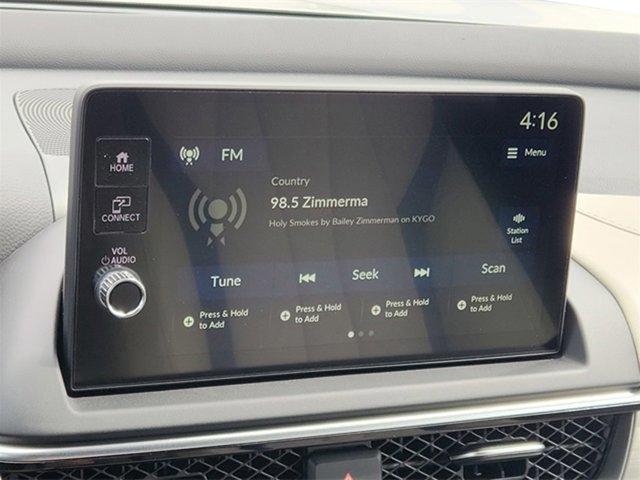 4:16
HOME
FM
Menu
Country
98.5 Zimmerma
Holy Smokes by Bailey Zimmerman on KYGO
CONNECT
Station
List
VOL
AUDIO
Tune
Seek
Scan
Press & Hold
to Add
Press & Hold
to Add
Press & Hold
to Add
Press & Hold
to Add